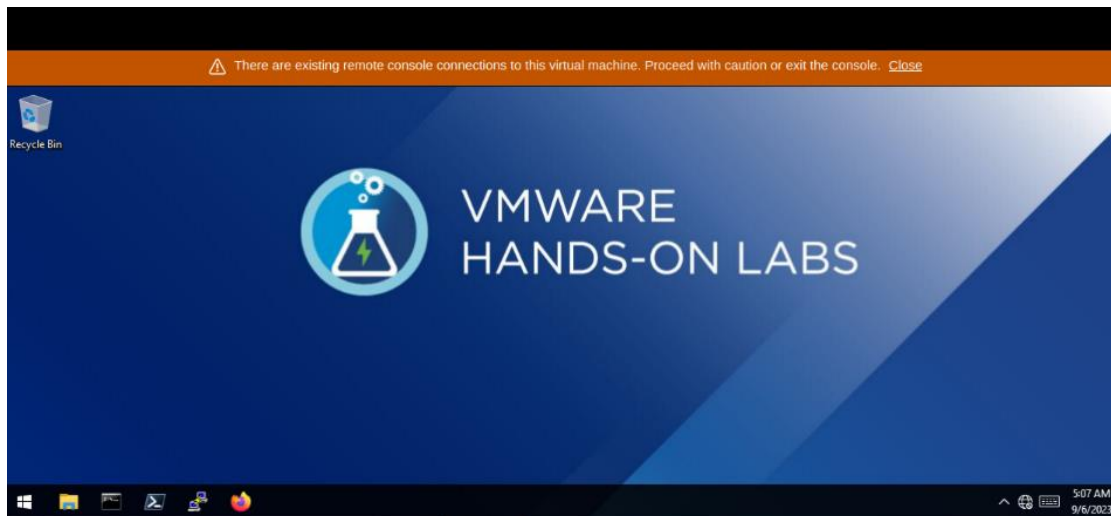 There are existing remote console connections to this virtual machine. Proceed with caution or exit the console. Close
Recycle Bin
VMWARE
HANDS-ON LABS
5:07 AM
9/6/2023